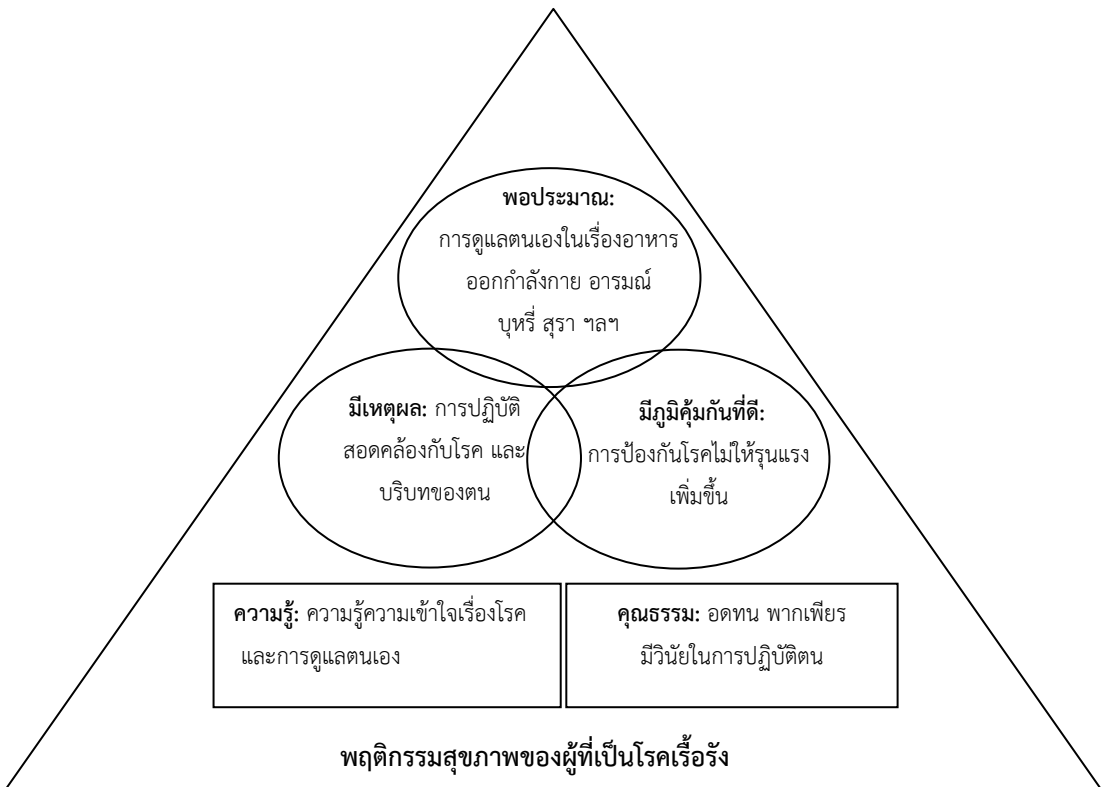 พอประมาณ:
การดูแลตนเองในเรื่องอาหาร
ออกกำลังกาย อารมณ์
บุหรี่ สุรา ฯลฯ
มีเหตุผล: การปฏิบัติ
สอดคล้องกับโรค และ
บริบทของตน
มีภูมิคุ้มกันที่ดี:
การป้องกันโรคไม่ให้รุนแรง
เพิ่มขึ้น
ความรู้: ความรู้ความเข้าใจเรื่องโรค
และการดูแลตนเอง
คุณธรรม: อดทน พากเพียร
มีวินัยในการปฏิบัติตน
พฤติกรรมสุขภาพของผู้ที่เป็นโรคเรื้อรัง